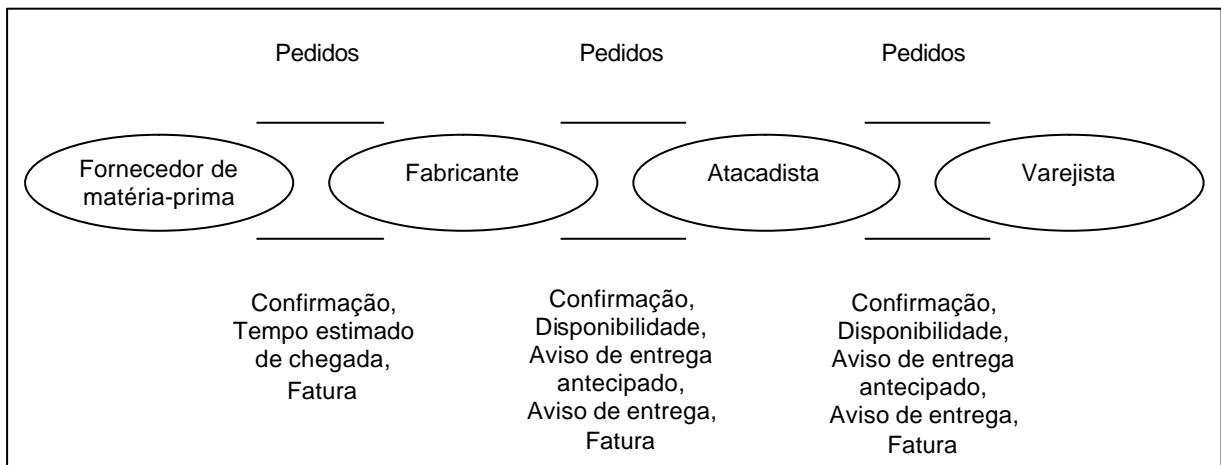 Pedidos
Pedidos
Pedidos
Fornecedor de
matéria-prima
Fabricante
Atacadista
Varejista
Confirmação,
Tempo estimado
de chegada,
Fatura
Confirmação,
Disponibilidade,
Aviso de entrega
antecipado,
Aviso de entrega,
Fatura
Confirmação,
Disponibilidade,
Aviso de entrega
antecipado,
Aviso de entrega,
Fatura